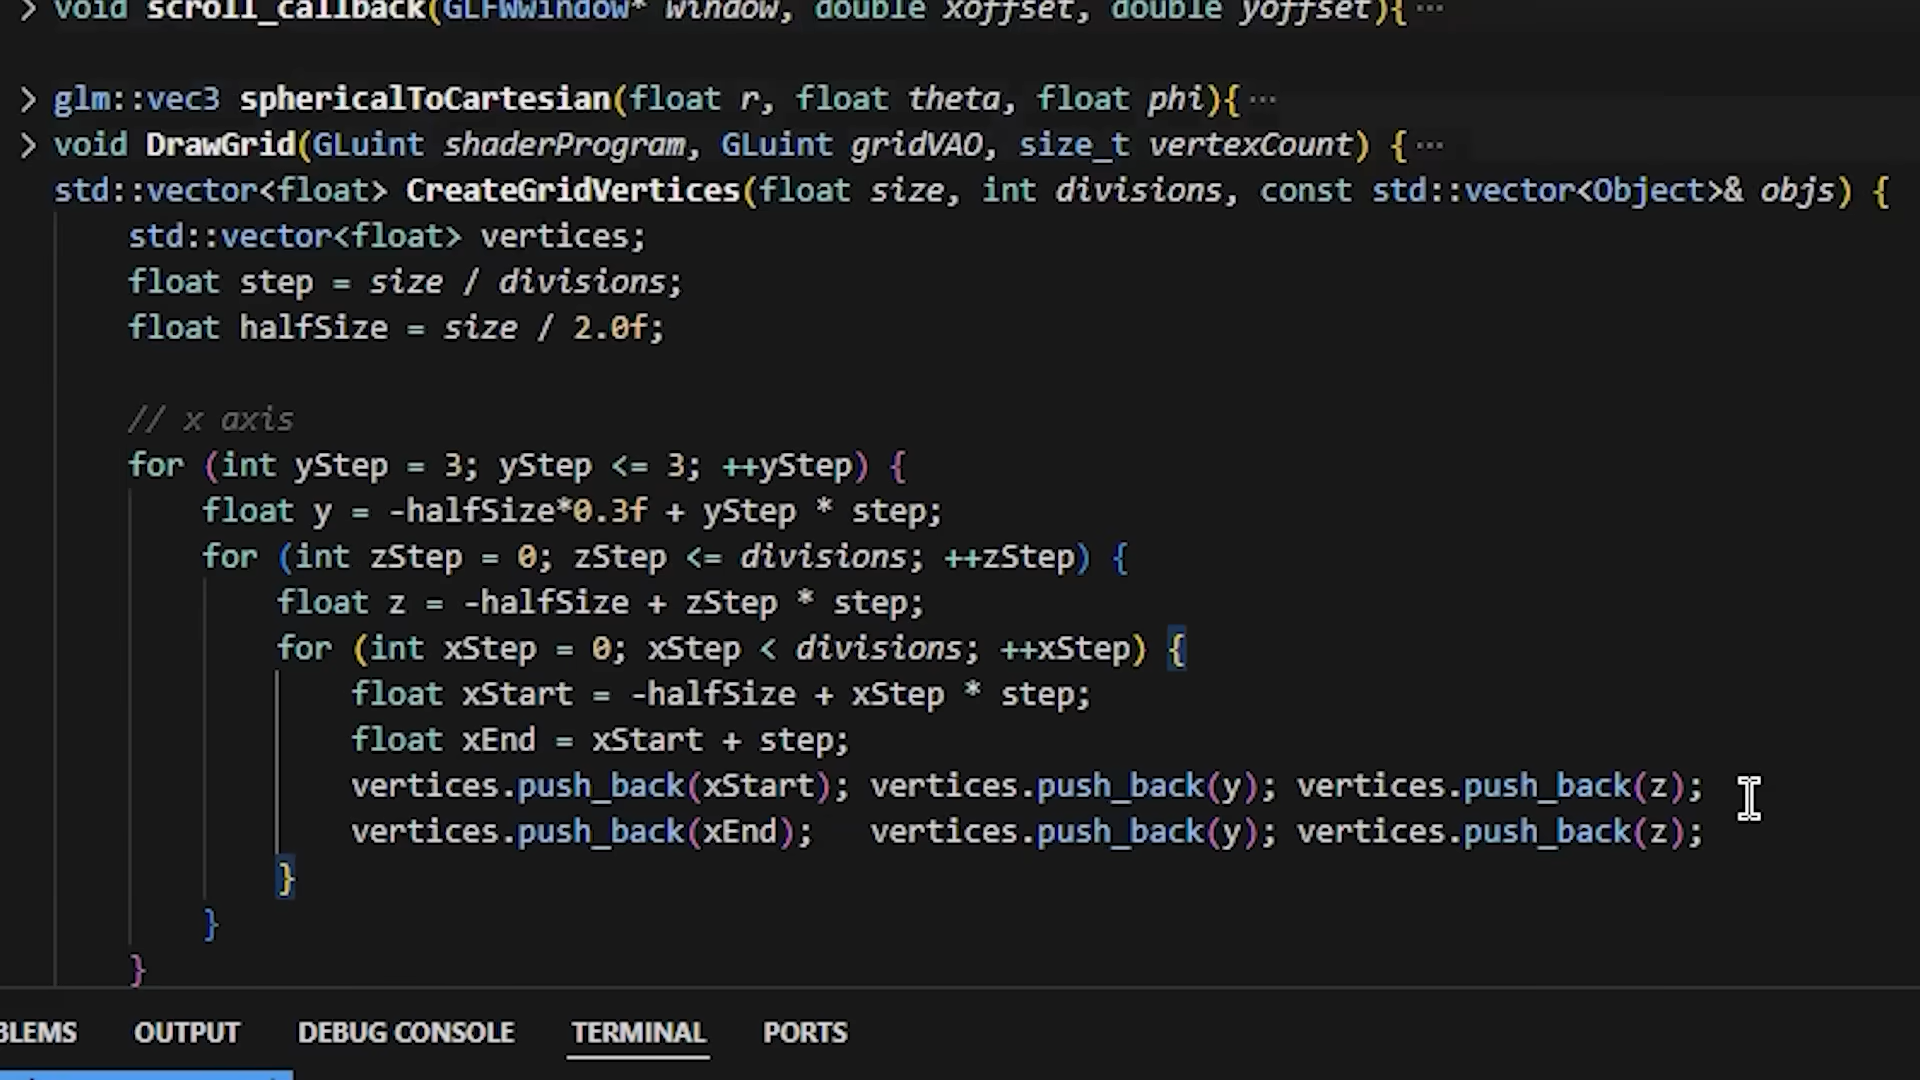 > void scroll_callback(GLFWwindow* window, double xoffset, double yoffset){ ···
> glm::vec3 sphericalToCartesian(float r, float theta, float phi){ ···
> void DrawGrid(GLuint shaderProgram, GLuint gridVAO, size_t vertexCount) { ···
std::vector<float> CreateGridVertices(float size, int divisions, const std::vector<Object>& objs) {
    std::vector<float> vertices;
    float step = size / divisions;
    float halfSize = size / 2.0f;

    // x axis
    for (int yStep = 3; yStep <= 3; ++yStep) {
        float y = -halfSize*0.3f + yStep * step;
        for (int zStep = 0; zStep <= divisions; ++zStep) {
            float z = -halfSize + zStep * step;
            for (int xStep = 0; xStep < divisions; ++xStep) {
                float xStart = -halfSize + xStep * step;
                float xEnd = xStart + step;
                vertices.push_back(xStart); vertices.push_back(y); vertices.push_back(z);
                vertices.push_back(xEnd);   vertices.push_back(y); vertices.push_back(z);
            }
        }
    }
BLEMS OUTPUT DEBUG CONSOLE TERMINAL PORTS